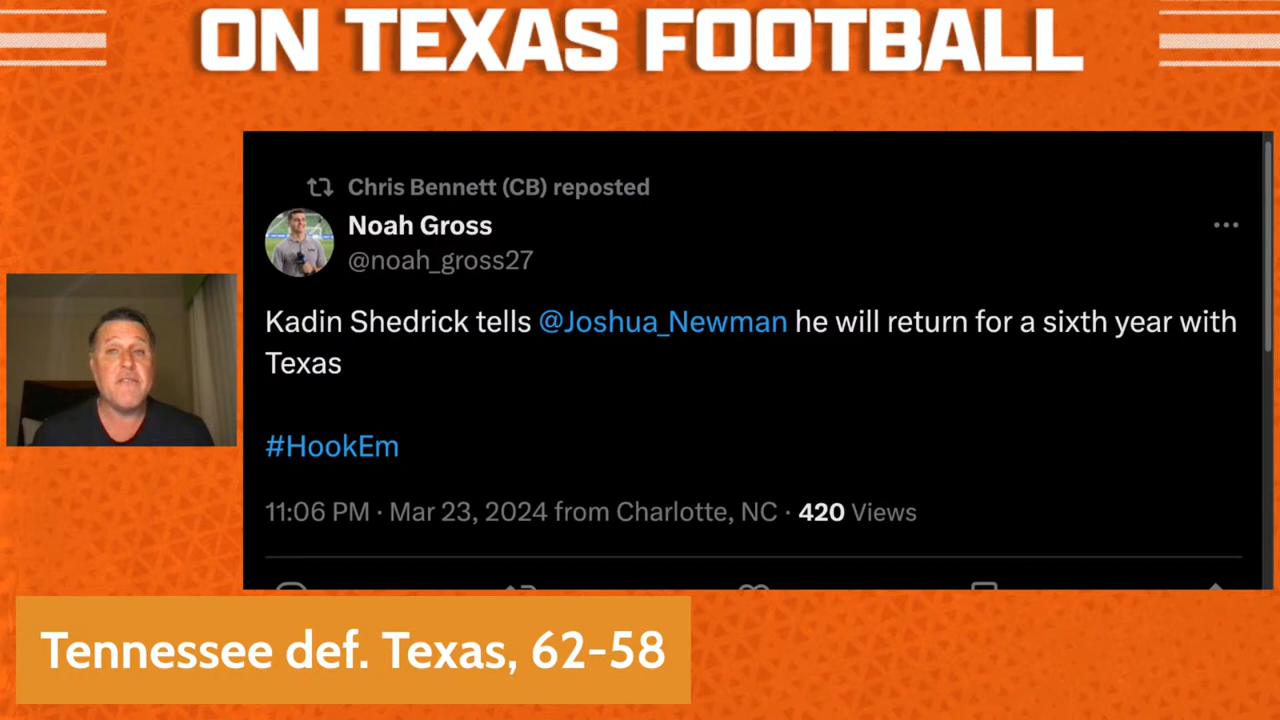 ON TEXAS FOOTBALL
Chris Bennett (CB) reposted
Noah Gross
@noah_gross27
Kadin Shedrick tells @Joshua_Newman he will return for a sixth year with
Texas
#HookEm
11:06 PM · Mar 23, 2024 from Charlotte, NC · 420 Views
Tennessee def. Texas, 62-58